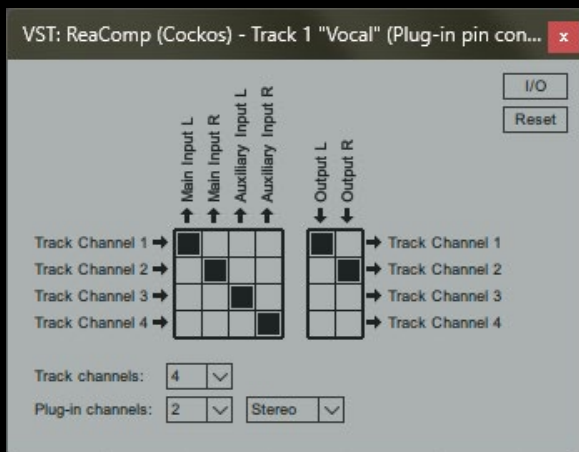 VST: ReaComp (Cockos) - Track 1 "Vocal" (Plug-in pin con... x
I/O
Reset
Main Input L
Main Input R
Auxiliary Input L
Auxiliary Input R
Output L
Output R
Track Channel 1
Track Channel 1
Track Channel 2
Track Channel 2
Track Channel 3
Track Channel 3
Track Channel 4
Track Channel 4
Track channels: 4
Plug-in channels: 2 Stereo